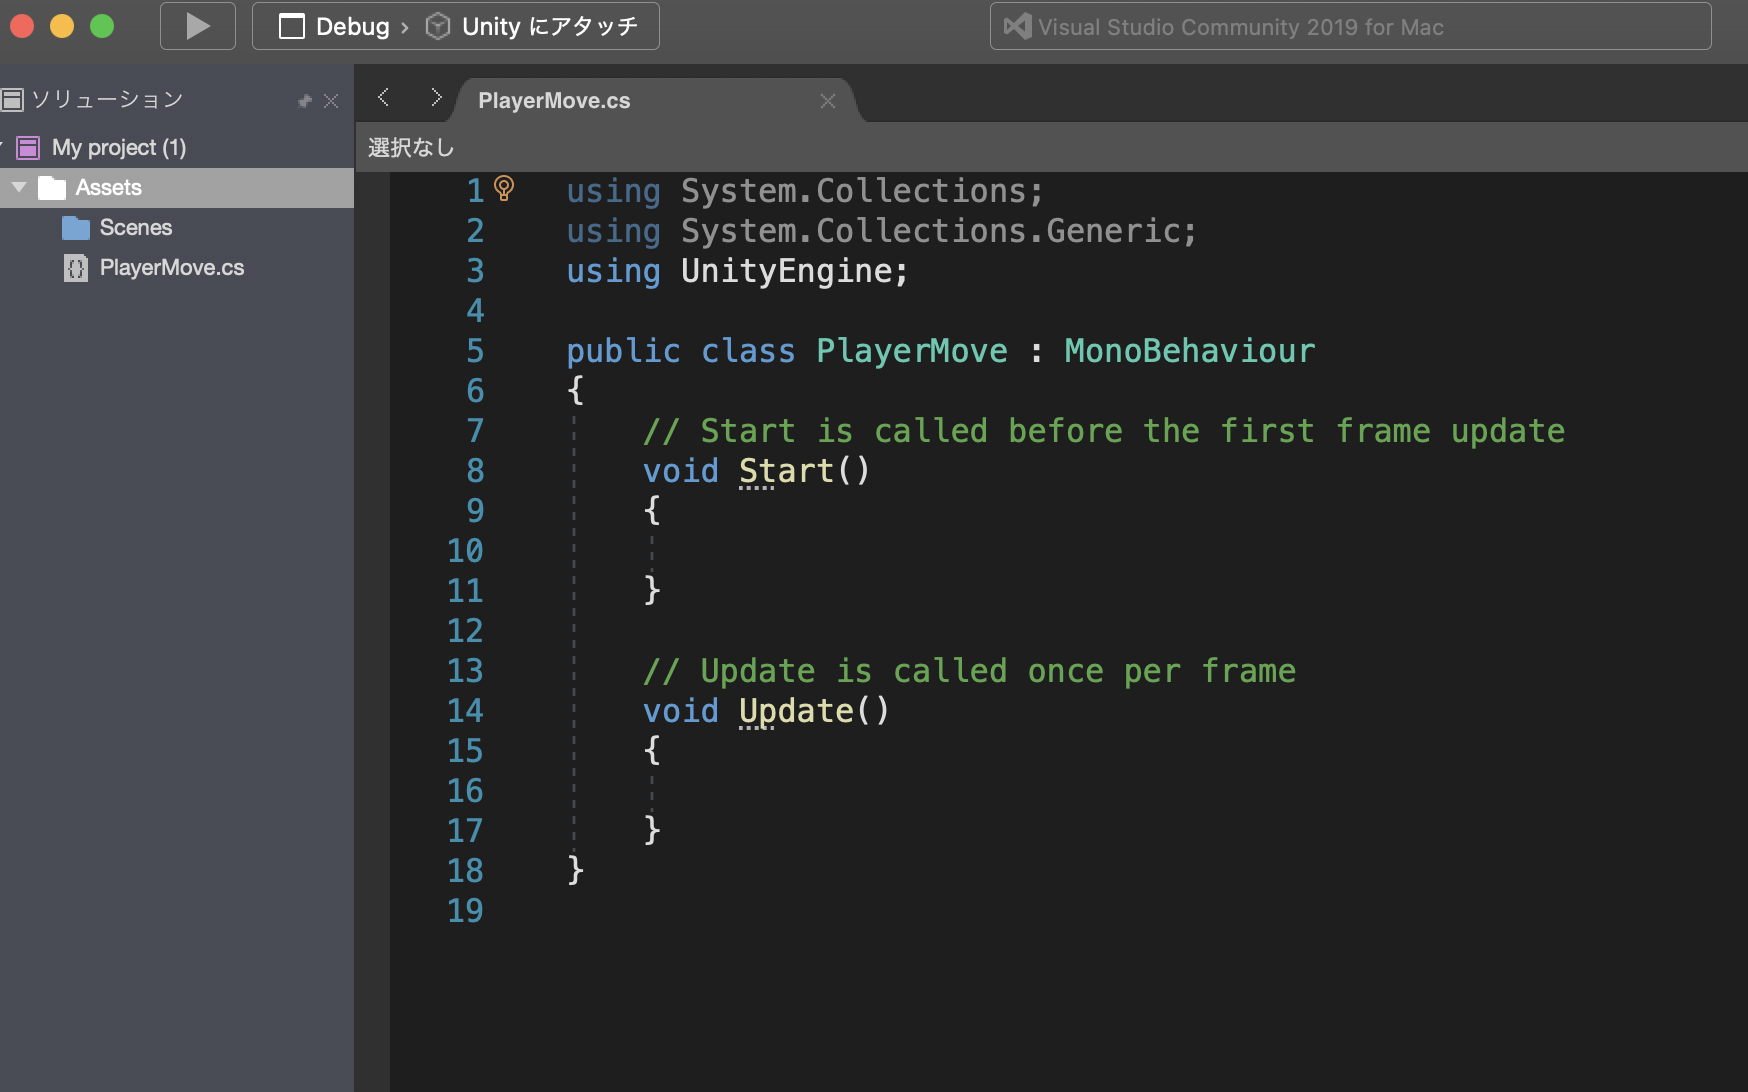 Debug › Unity にアタッチ
Visual Studio Community 2019 for Mac
ソリューション
My project (1)
Assets
Scenes
PlayerMove.cs
PlayerMove.cs
選択なし
1 using System.Collections;
2 using System.Collections.Generic;
3 using UnityEngine;
4
5 public class PlayerMove : MonoBehaviour
6 {
7 // Start is called before the first frame update
8 void Start()
9 {
10
11 }
12
13 // Update is called once per frame
14 void Update()
15 {
16
17 }
18 }
19